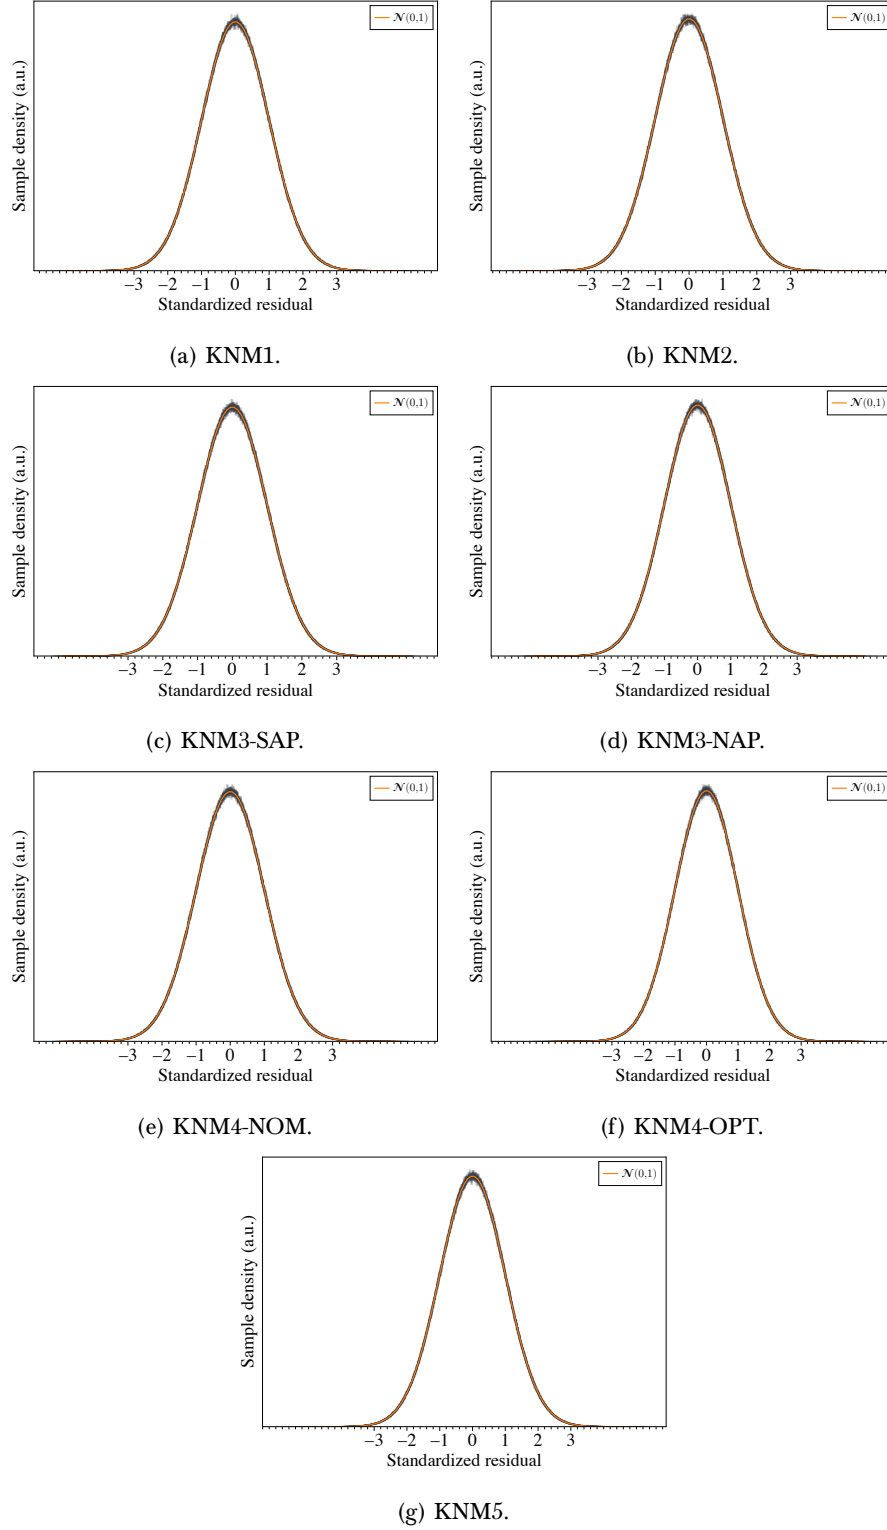 𝒩(0,1)
Sample density (a.u.)
−3 −2 −1 0 1 2 3
Standardized residual
(a) KNM1.
𝒩(0,1)
Sample density (a.u.)
−3 −2 −1 0 1 2 3
Standardized residual
(b) KNM2.
𝒩(0,1)
Sample density (a.u.)
−3 −2 −1 0 1 2 3
Standardized residual
(c) KNM3-SAP.
𝒩(0,1)
Sample density (a.u.)
−3 −2 −1 0 1 2 3
Standardized residual
(d) KNM3-NAP.
𝒩(0,1)
Sample density (a.u.)
−3 −2 −1 0 1 2 3
Standardized residual
(e) KNM4-NOM.
𝒩(0,1)
Sample density (a.u.)
−3 −2 −1 0 1 2 3
Standardized residual
(f) KNM4-OPT.
𝒩(0,1)
Sample density (a.u.)
−3 −2 −1 0 1 2 3
Standardized residual
(g) KNM5.